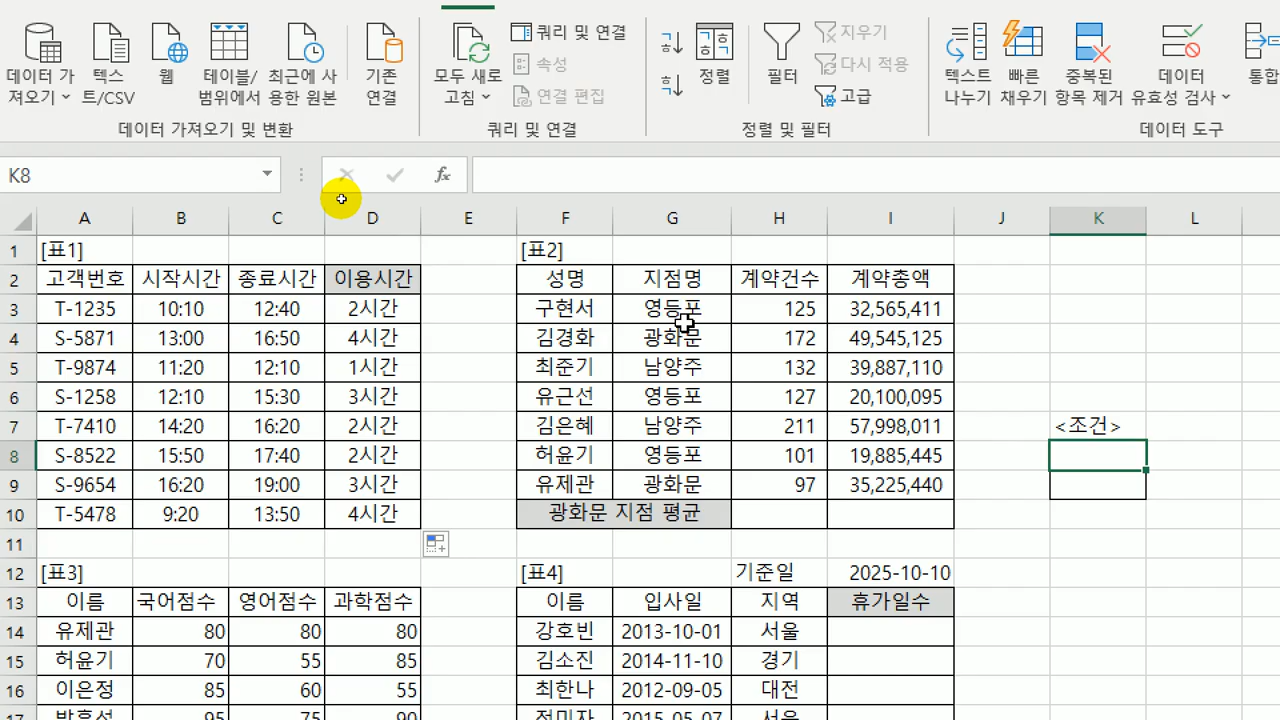 데이터 가
져오기
텍스
트/CSV
웹
테이블/
범위에서
최근에 사
용한 원본
기존
연결
데이터 가져오기 및 변환
모두 새로
고침
쿼리 및 연결
속성
연결 편집
쿼리 및 연결
정렬
필터
지우기
다시 적용
고급
정렬 및 필터
텍스트
나누기
빠른
채우기
중복된
항목 제거
데이터
유효성 검사
통합
데이터 도구
K8 fx
A B C D E F G H I J K L
1 [표1] [표2]
2 고객번호 시작시간 종료시간 이용시간 성명 지점명 계약건수 계약총액
3 T-1235 10:10 12:40 2시간 구현서 영등포 125 32,565,411
4 S-5871 13:00 16:50 4시간 김경화 광화문 172 49,545,125
5 T-9874 11:20 12:10 1시간 최준기 남양주 132 39,887,110
6 S-1258 12:10 15:30 3시간 유근선 영등포 127 20,100,095
7 T-7410 14:20 16:20 2시간 김은혜 남양주 211 57,998,011 <조건>
8 S-8522 15:50 17:40 2시간 허윤기 영등포 101 19,885,445
9 S-9654 16:20 19:00 3시간 유제관 광화문 97 35,225,440
10 T-5478 9:20 13:50 4시간 광화문 지점 평균
11
12 [표3] [표4] 기준일 2025-10-10
13 이름 국어점수 영어점수 과학점수 이름 입사일 지역 휴가일수
14 유제관 80 80 80 강호빈 2013-10-01 서울
15 허윤기 70 55 85 김소진 2014-11-10 경기
16 이은정 85 60 55 최한나 2012-09-05 대전